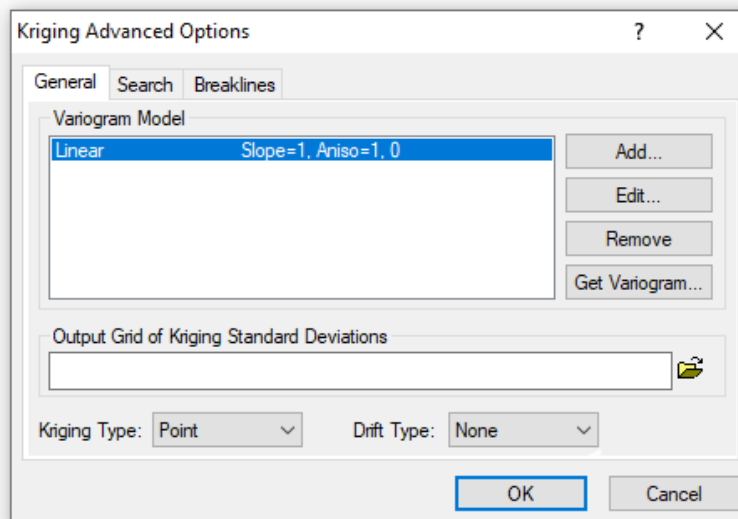 Kriging Advanced Options ?
General Search Breaklines
Variogram Model
Linear Slope=1, Aniso=1, 0
Add...
Edit...
Remove
Get Variogram...
Output Grid of Kriging Standard Deviations
Kriging Type: Point Drift Type: None
OK Cancel